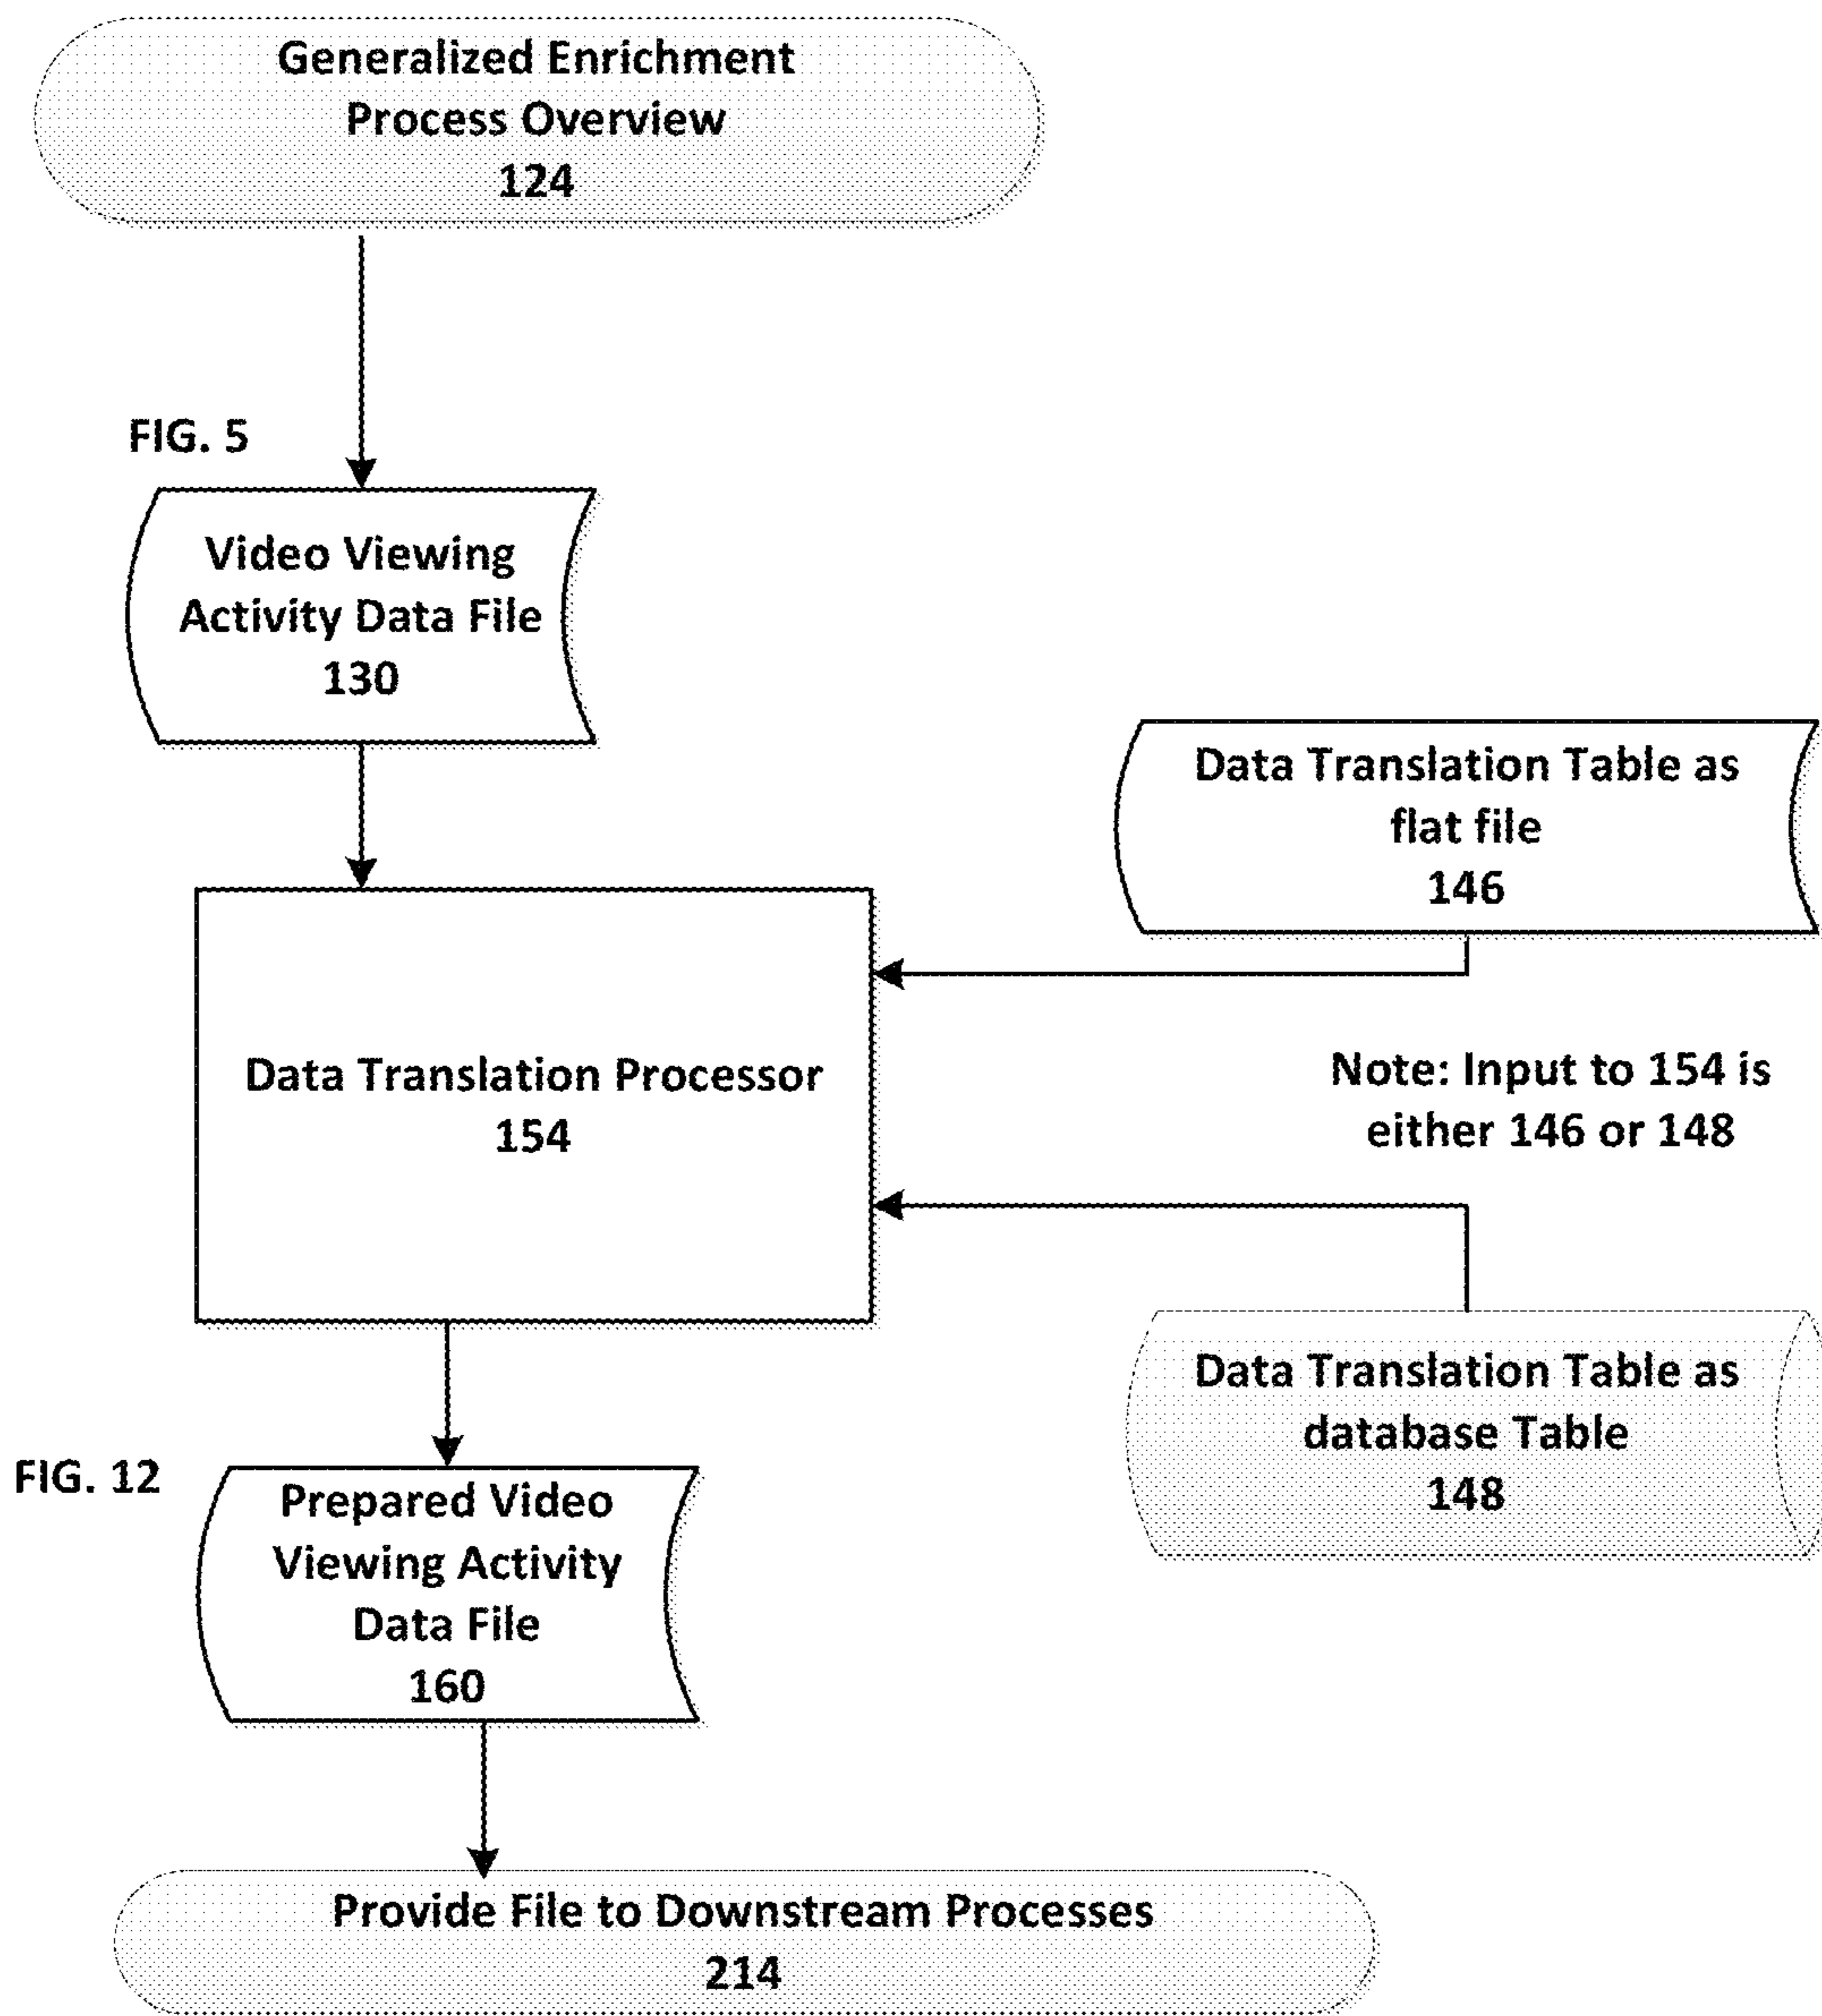 Generalized Enrichment
Process Overview
124
FIG. 5
Video Viewing
Activity Data File
130
Data Translation Table as
flat file
146
Data Translation Processor
154
Note: Input to 154 is
either 146 or 148
Data Translation Table as
database Table
148
FIG. 12
Prepared Video
Viewing Activity
Data File
160
Provide File to Downstream Processes
214